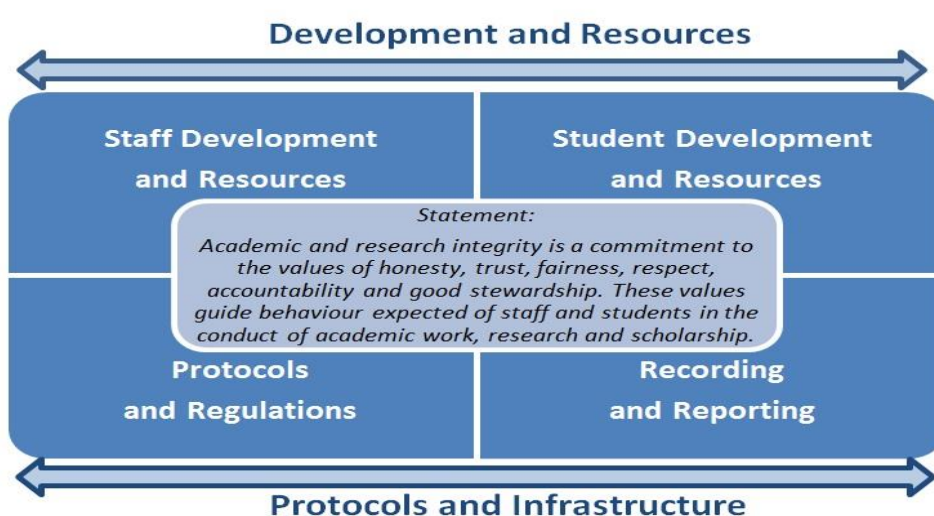 Development and Resources
Staff Development
and Resources
Student Development
and Resources
Statement:
Academic and research integrity is a commitment to
the values of honesty, trust, fairness, respect,
accountability and good stewardship. These values
guide behaviour expected of staff and students in the
conduct of academic work, research and scholarship.
Protocols
and Regulations
Recording
and Reporting
Protocols and Infrastructure